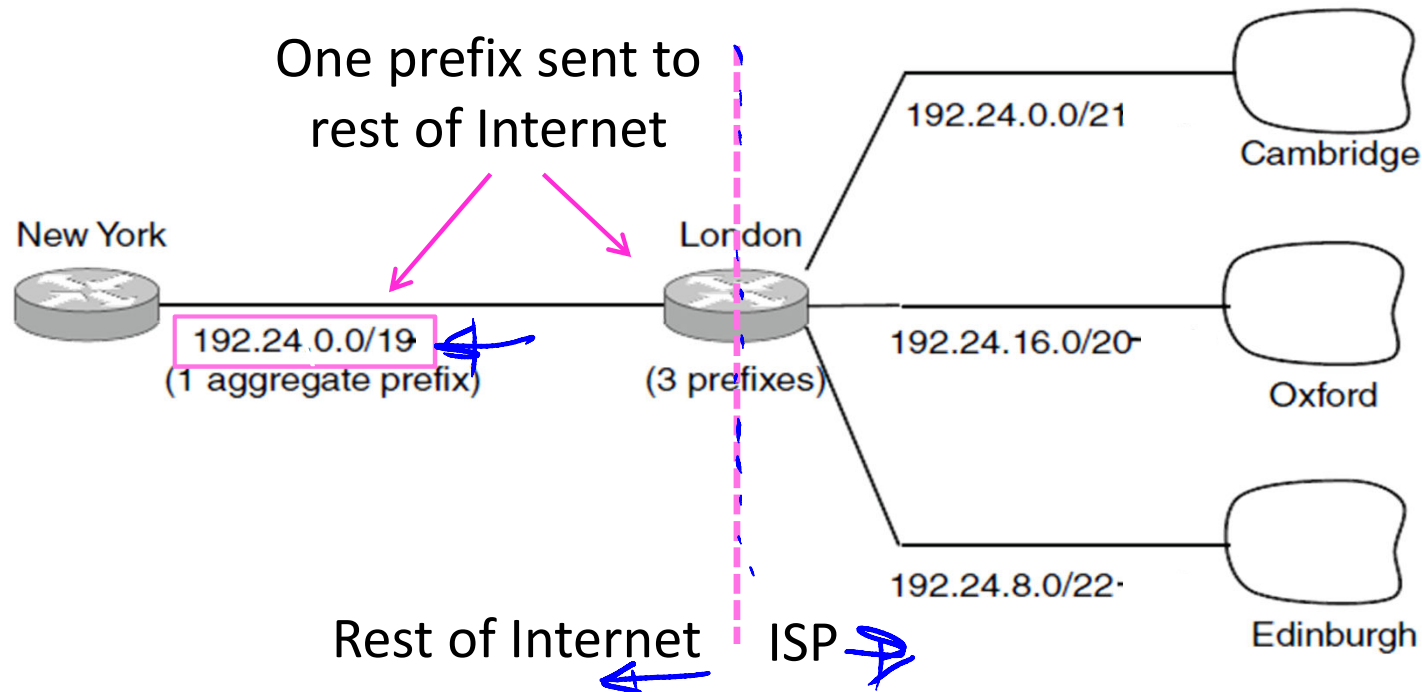 One prefix sent to
rest of Internet
192.24.0.0/21
Cambridge
New York
London
192.24.0.0/19
(1 aggregate prefix)
(3 prefixes)
192.24.16.0/20
Oxford
192.24.8.0/22
Edinburgh
Rest of Internet
ISP